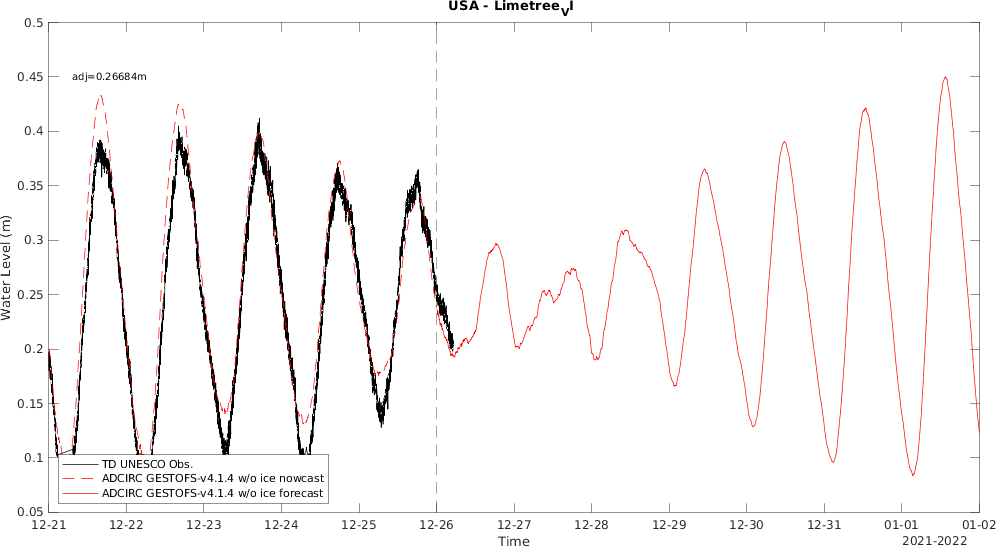 USA - LimetreeVI
0.5
0.45
0.4
0.35
0.3
0.25
0.2
0.15
0.1
0.05
Water Level (m)
adj=0.26684m
TD UNESCO Obs.
ADCIRC GESTOFS-v4.1.4 w/o ice nowcast
ADCIRC GESTOFS-v4.1.4 w/o ice forecast
12-21 12-22 12-23 12-24 12-25 12-26 12-27 12-28 12-29 12-30 12-31 01-01 01-02
Time
2021-2022